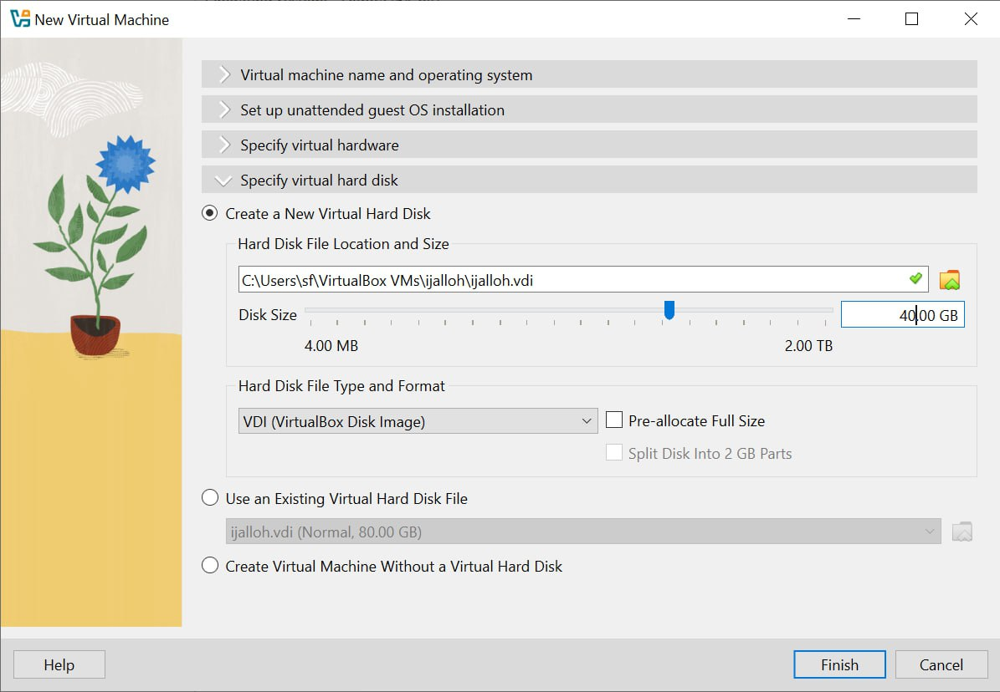 New Virtual Machine
Virtual machine name and operating system
Set up unattended guest OS installation
Specify virtual hardware
Specify virtual hard disk
Create a New Virtual Hard Disk
Hard Disk File Location and Size
C:\Users\sf\VirtualBox VMs\ijalloh\ijalloh.vdi
Disk Size 40.00 GB
4.00 MB 2.00 TB
Hard Disk File Type and Format
VDI (VirtualBox Disk Image) Pre-allocate Full Size
Split Disk Into 2 GB Parts
Use an Existing Virtual Hard Disk File
ijalloh.vdi (Normal, 80.00 GB)
Create Virtual Machine Without a Virtual Hard Disk
Help Finish Cancel